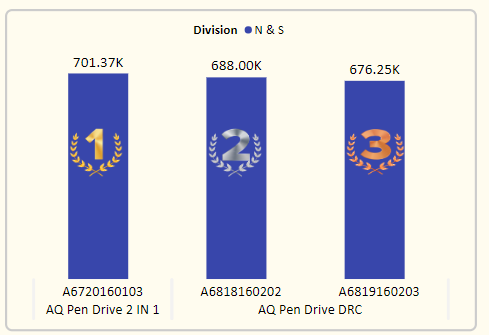 Division N & S
701.37K
688.00K
676.25K
1
2
3
A6720160103
A6818160202
A6819160203
AQ Pen Drive 2 IN 1
AQ Pen Drive DRC